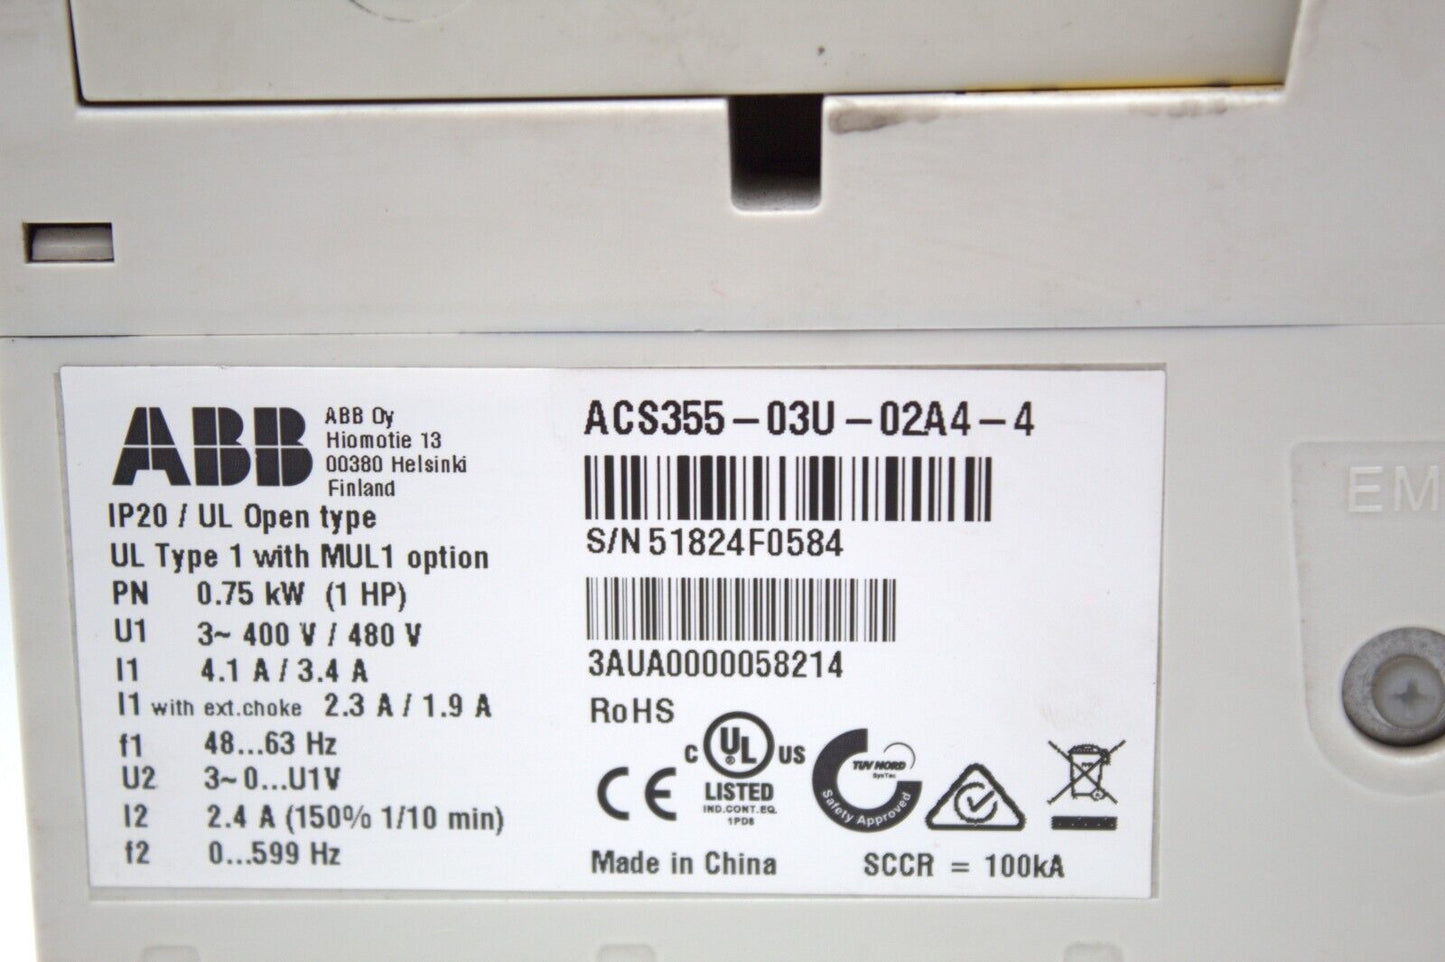 ABB
ABB Oy
Hiomotie 13
00380 Helsinki
Finland
IP20 / UL Open type
UL Type 1 with MUL1 option
PN 0.75 kW (1 HP)
U1 3~ 400 V / 480 V
I1 4.1 A / 3.4 A
I1 with ext.choke 2.3 A / 1.9 A
f1 48...63 Hz
U2 3~0...U1V
I2 2.4 A (150% 1/10 min)
f2 0...599 Hz
ACS355-03U-02A4-4
S/N 51824F0584
3AUA0000058214
RoHS
CE
C UL US
®
LISTED
IND.CONT.EQ.
1PD8
TUV NORD
SysTec
Safety Approved
Made in China SCCR = 100kA
EM